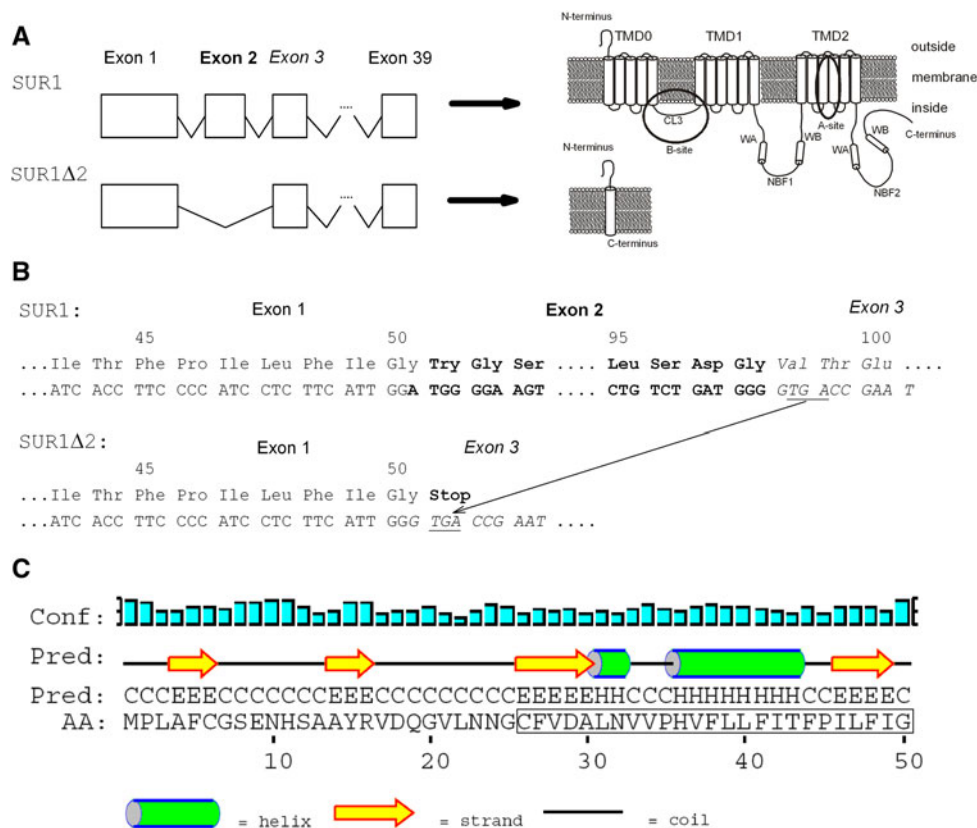 A
Exon 1 Exon 2 Exon 3 Exon 39
SUR1
....
SUR1Δ2
....
N-terminus
TMD0 TMD1 TMD2
outside
membrane
inside
CL3
B-site
A-site
WA WB WA WB
C-terminus
NBF1
NBF2
N-terminus
C-terminus
B
SUR1: Exon 1 Exon 2 Exon 3
45 50 95 100
...Ile Thr Phe Pro Ile Leu Phe Ile Gly Try Gly Ser .... Leu Ser Asp Gly Val Thr Glu ....
...ATC ACC TTC CCC ATC CTC TTC ATT GGA TGG GGA AGT .... CTG TCT GAT GGG GTG ACC GAA T
SUR1Δ2: Exon 1 Exon 3
45 50
...Ile Thr Phe Pro Ile Leu Phe Ile Gly Stop
...ATC ACC TTC CCC ATC CTC TTC ATT GGG TGA CCG AAT ....
C
Conf:
Pred:
Pred: CCCEEECCCCCCCEEECCCCCCCCCEEEEEHHCCCHHHHHHHHCCEEEEC
AA: MPLAFCGSENHSAAYRVDQGVLNNGCFVDALNVVPHVFLLFITFPILFIG
10 20 30 40 50
= helix = strand = coil